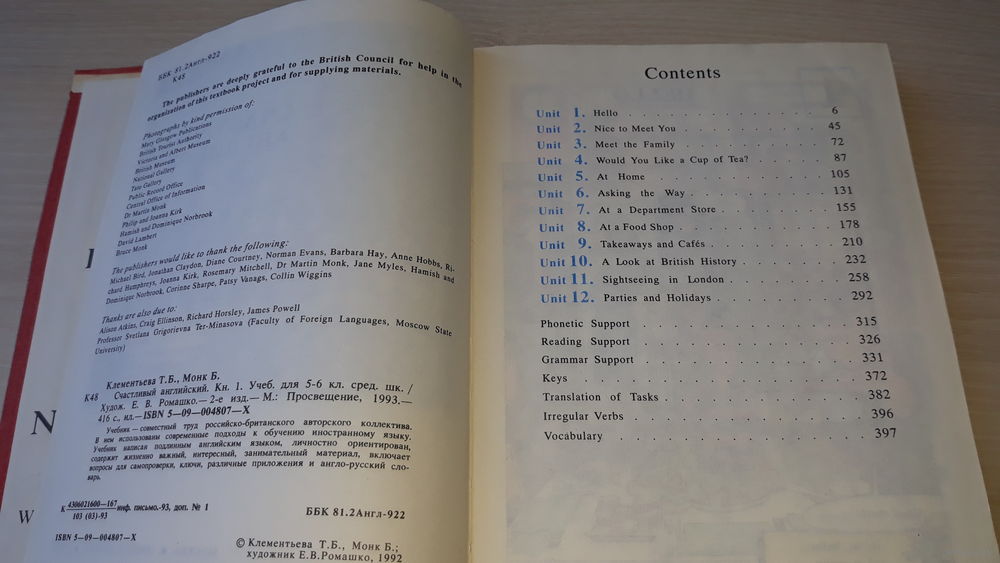 ББК 81.2Англ-922
К48
The publishers are deeply grateful to the British Council for help in the
organization of this textbook project and for supplying materials.
Photographs by kind permission of:
Mary Glasgow Publications
British Tourist Authority
Victoria and Albert Museum
British Museum
National Gallery
Tate Gallery
Public Record Office
Central Office of Information
Dr Martin Monk
Philip and Joanna Kirk
Hamish and Dominique Norbrook
David Lambert
Bruce Monk
The publishers would like to thank the following:
Michael Bird, Jonathan Claydon, Diane Courtney, Norman Evans, Barbara Hay, Anne Hobbs, Ri-
chard Humphreys, Joanna Kirk, Rosemary Mitchell, Dr Martin Monk, Jane Myles, Hamish and
Dominique Norbrook, Corinne Sharpe, Patsy Vanags, Collin Wiggins
Thanks are also due to:
Alison Atkins, Craig Ellinson, Richard Horsley, James Powell
Professor Svetlana Grigorievna Ter-Minasova (Faculty of Foreign Languages, Moscow State
University)
Клементьева Т.Б., Монк Б.
К48 Счастливый английский. Кн. 1. Учеб. для 5-6 кл. сред. шк. /
Худож. Е. В. Ромашко.— 2-е изд.— М.: Просвещение, 1993.—
416 с., ил.—ISBN 5—09—004807—X
Учебник — совместный труд российско-британского авторского коллектива.
В нем использованы современные подходы к обучению иностранному языку.
Учебник написан подлинным английским языком, личностно ориентирован,
содержит жизненно важный, интересный, занимательный материал, включает
вопросы для самопроверки, ключи, различные приложения и англо-русский сло-
варь.
К 4306021600—167
103 (03)-93 инф. письмо.-93, доп. № 1
ББК 81.2Англ-922
ISBN 5—09—004807—X
© Клементьева Т.Б., Монк Б.;
художник Е.В.Ромашко, 1992
N
W
Contents
Unit 1. Hello . . . . . . . . . . . . 6
Unit 2. Nice to Meet You . . . . . . . . . 45
Unit 3. Meet the Family . . . . . . . . . 72
Unit 4. Would You Like a Cup of Tea? . . . . . . 87
Unit 5. At Home . . . . . . . . . . . 105
Unit 6. Asking the Way . . . . . . . . . 131
Unit 7. At a Department Store . . . . . . . 155
Unit 8. At a Food Shop . . . . . . . . . 178
Unit 9. Takeaways and Cafés . . . . . . . . 210
Unit 10. A Look at British History . . . . . . . 232
Unit 11. Sightseeing in London . . . . . . . 258
Unit 12. Parties and Holidays . . . . . . . . 292
Phonetic Support . . . . . . . . . . . 315
Reading Support . . . . . . . . . . . 326
Grammar Support . . . . . . . . . . . 331
Keys . . . . . . . . . . . . . . 372
Translation of Tasks . . . . . . . . . . 382
Irregular Verbs . . . . . . . . . . . . 396
Vocabulary . . . . . . . . . . . . . 397